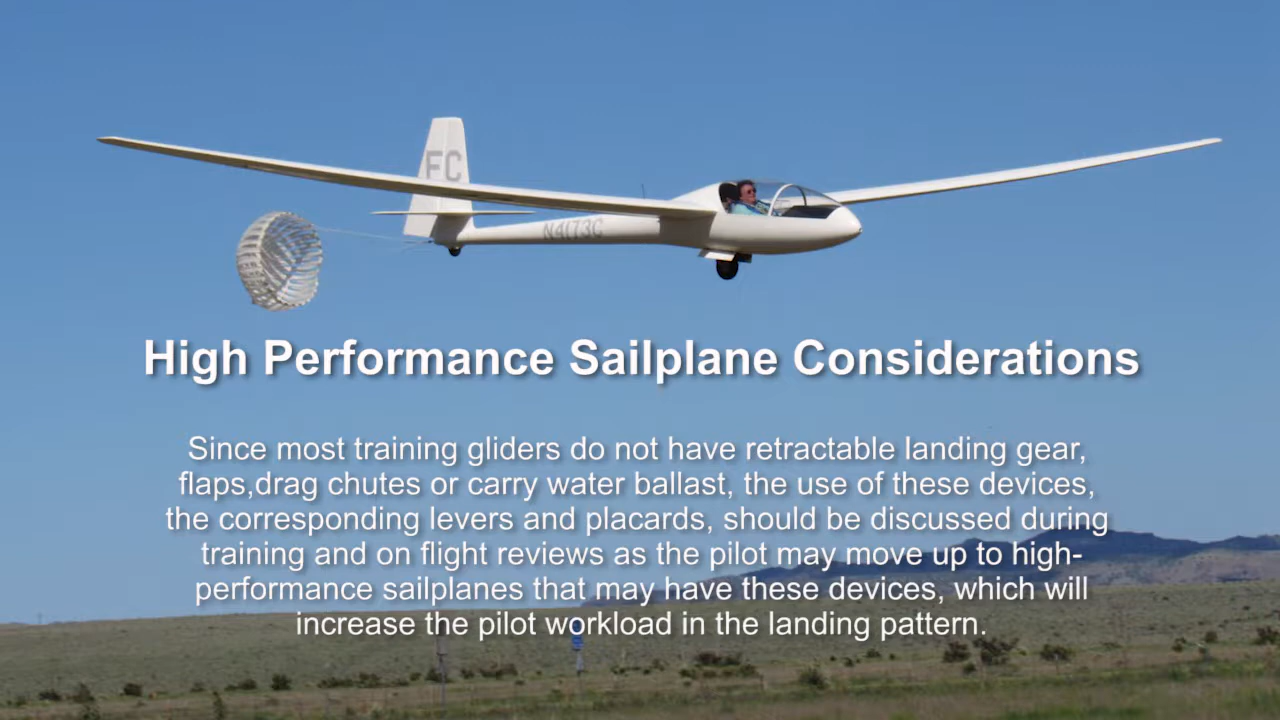 FC
N4173C
High Performance Sailplane Considerations
Since most training gliders do not have retractable landing gear,
flaps,drag chutes or carry water ballast, the use of these devices,
the corresponding levers and placards, should be discussed during
training and on flight reviews as the pilot may move up to high-
performance sailplanes that may have these devices, which will
increase the pilot workload in the landing pattern.